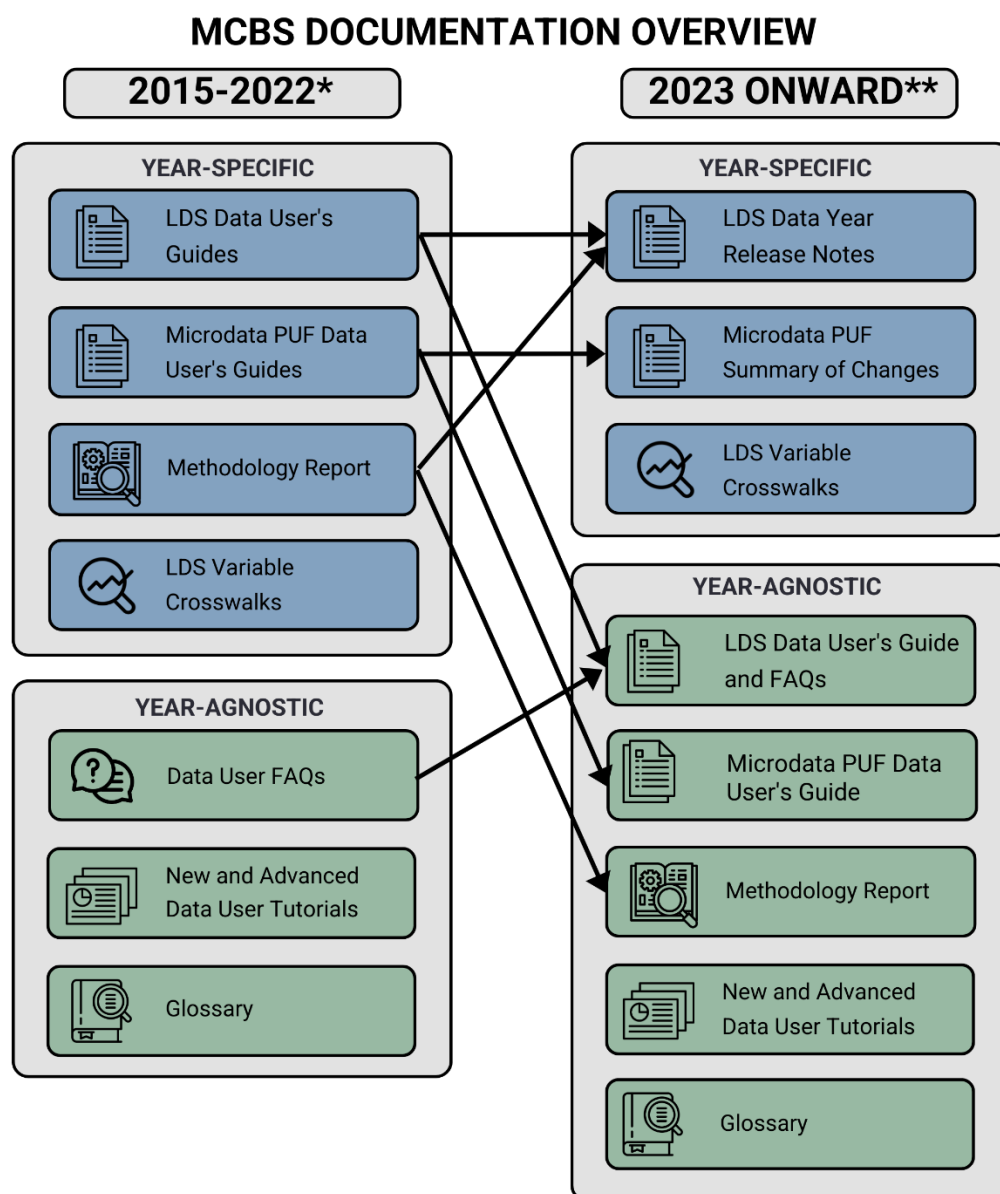 MCBS DOCUMENTATION OVERVIEW
2015-2022*
YEAR-SPECIFIC
LDS Data User's
Guides
Microdata PUF Data
User's Guides
Methodology Report
LDS Variable
Crosswalks
YEAR-AGNOSTIC
Data User FAQs
New and Advanced
Data User Tutorials
Glossary
2023 ONWARD**
YEAR-SPECIFIC
LDS Data Year
Release Notes
Microdata PUF
Summary of Changes
LDS Variable
Crosswalks
YEAR-AGNOSTIC
LDS Data User's Guide
and FAQs
Microdata PUF Data
User's Guide
Methodology Report
New and Advanced
Data User Tutorials
Glossary